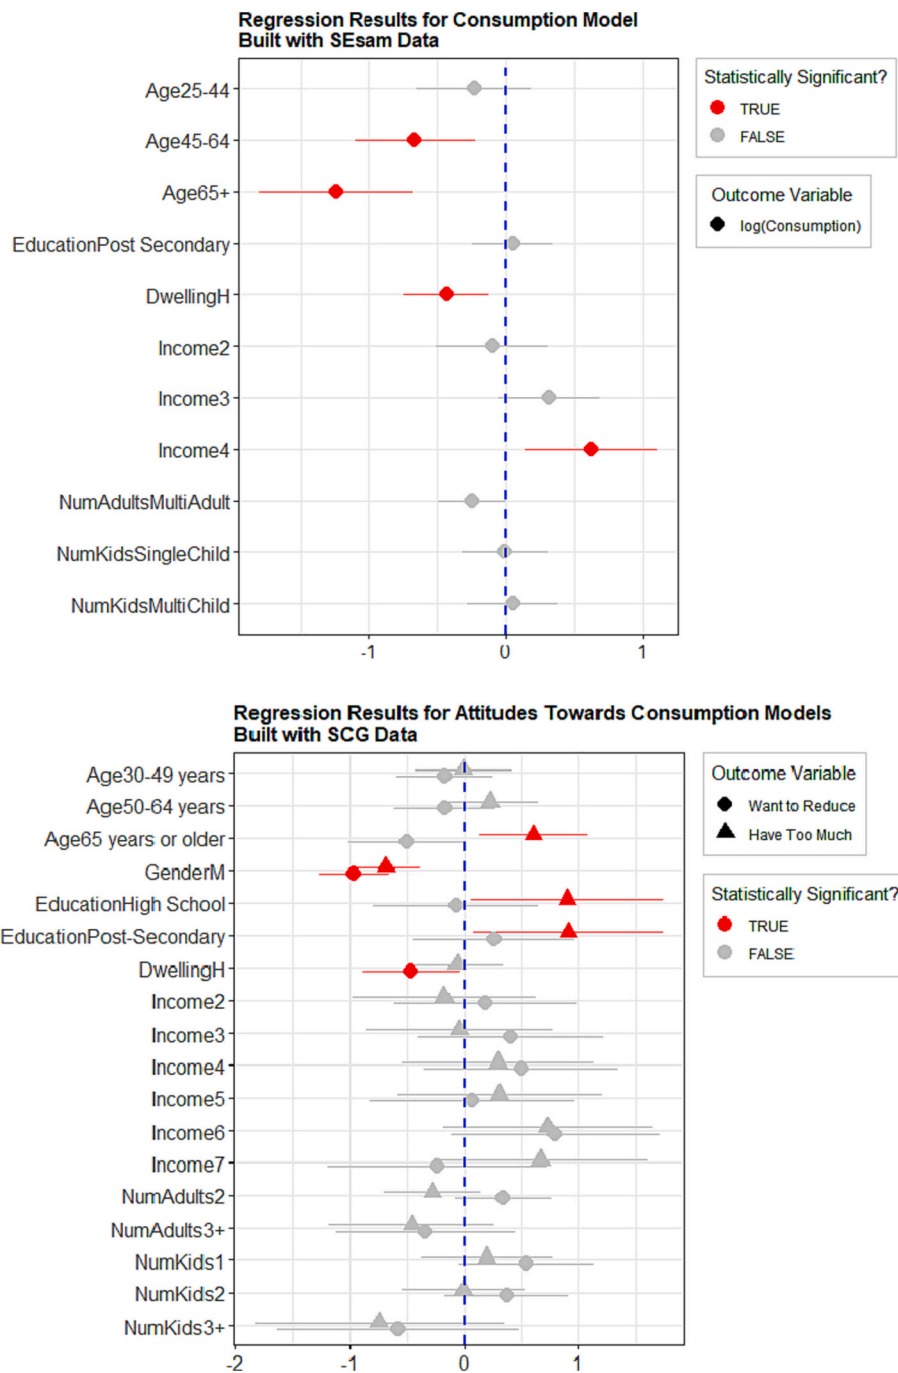 Regression Results for Consumption Model
Built with SEsam Data
Age25-44
Age45-64
Age65+
EducationPost Secondary
DwellingH
Income2
Income3
Income4
NumAdultsMultiAdult
NumKidsSingleChild
NumKidsMultiChild
-1
0
1
Statistically Significant?
TRUE
FALSE
Outcome Variable
log(Consumption)
Regression Results for Attitudes Towards Consumption Models
Built with SCG Data
Age30-49 years
Age50-64 years
Age65 years or older
GenderM
EducationHigh School
EducationPost-Secondary
DwellingH
Income2
Income3
Income4
Income5
Income6
Income7
NumAdults2
NumAdults3+
NumKids1
NumKids2
NumKids3+
-2
-1
0
1
Outcome Variable
Want to Reduce
Have Too Much
Statistically Significant?
TRUE
FALSE